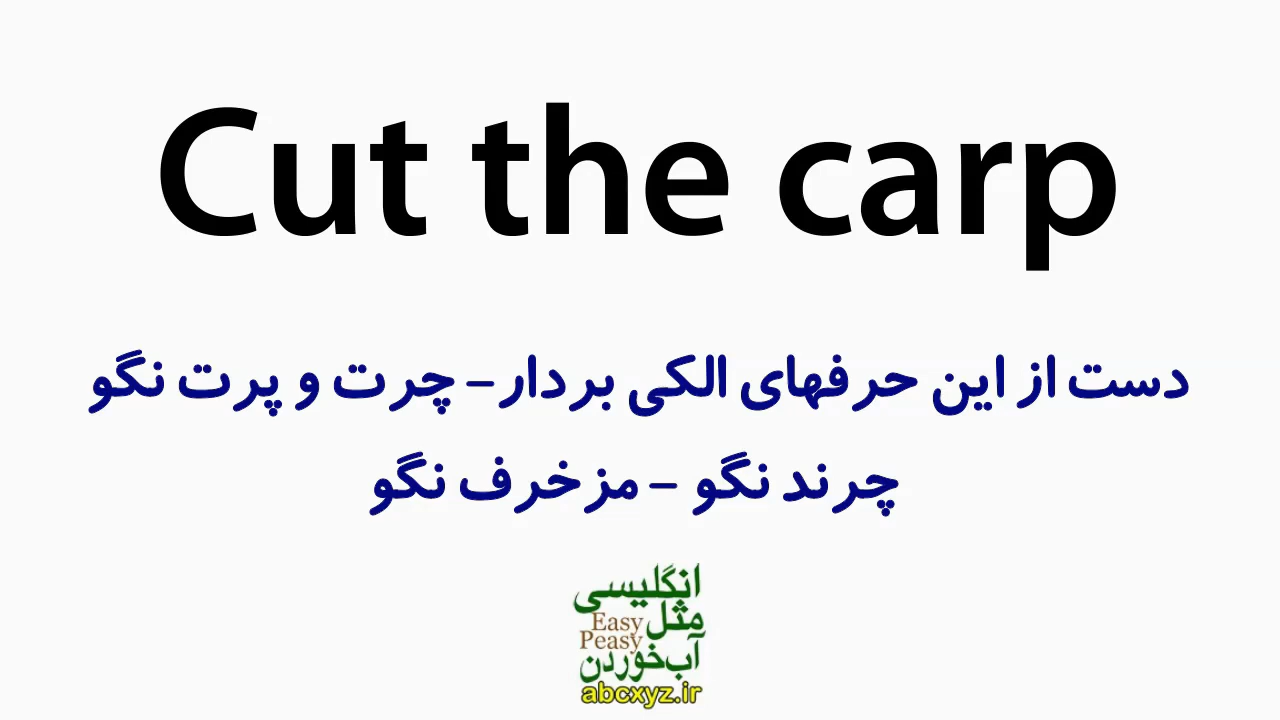 Cut the carp
دست از این حرفهای الکی بردار- چرت و پرت نگو
چرند نگو - مزخرف نگو
انگلیسی
مثل
Easy
Peasy
آب‌خوردن
abcxyz.ir